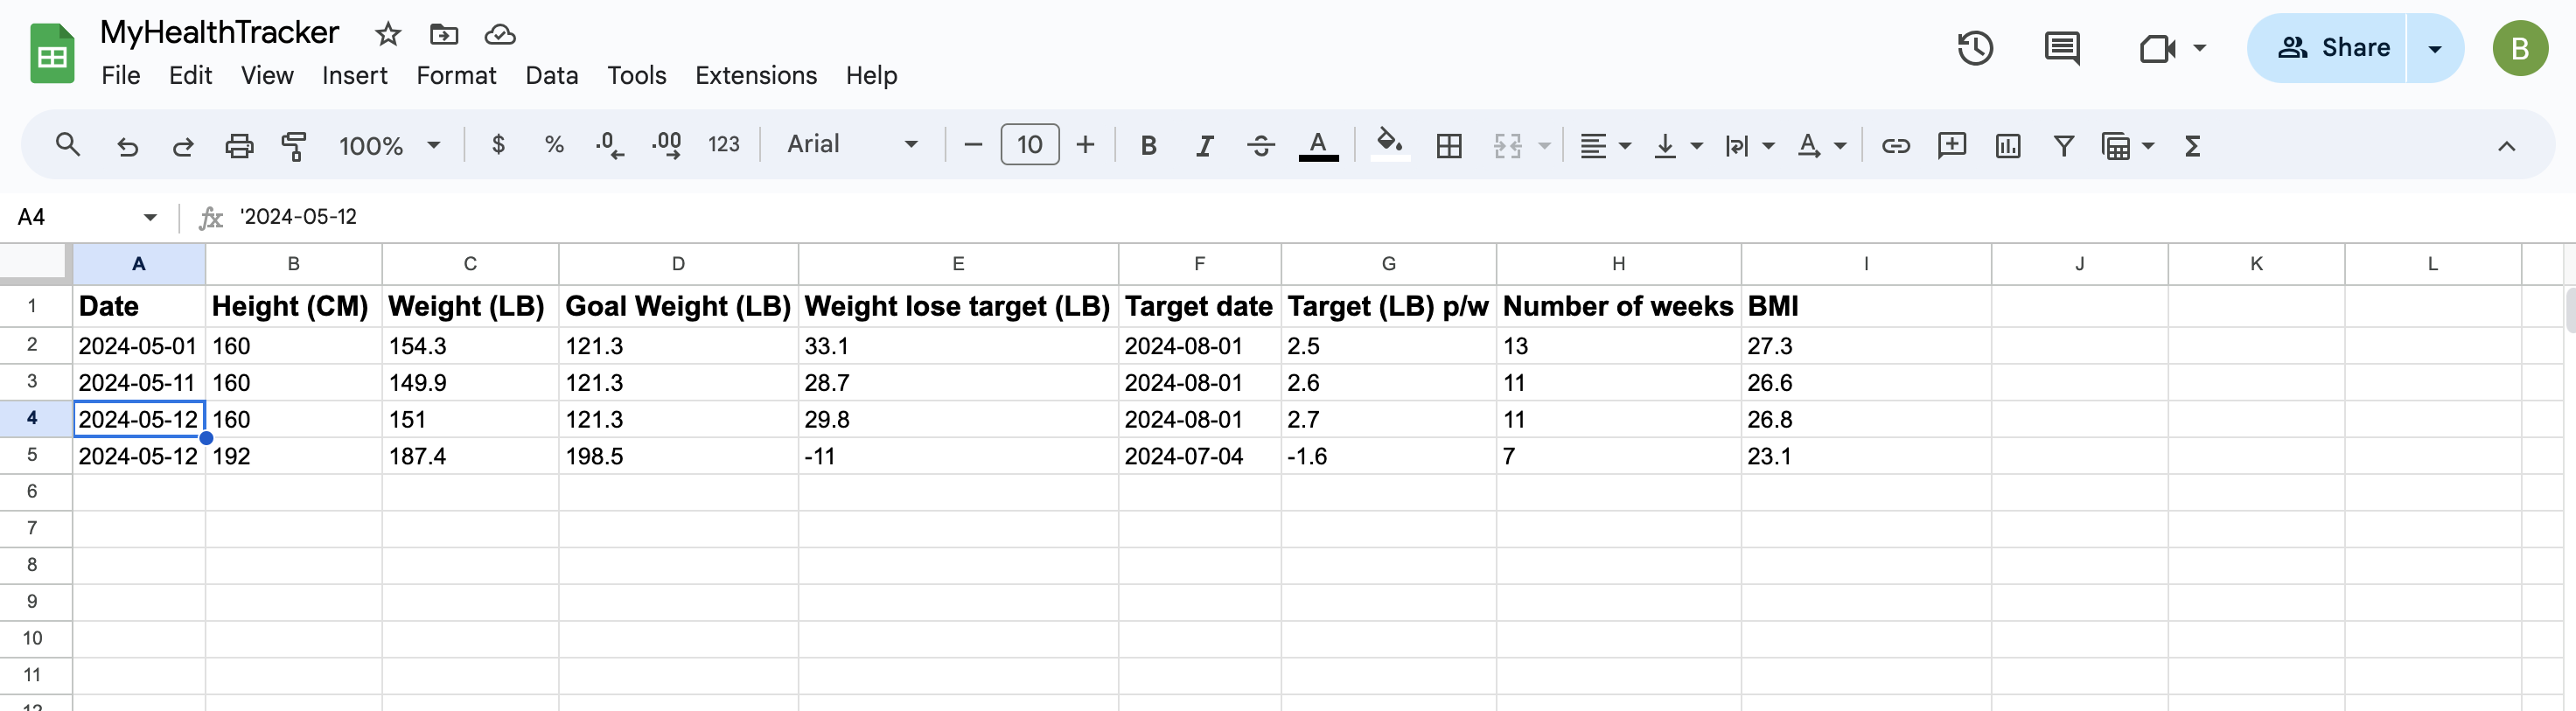 MyHealthTracker
File Edit View Insert Format Data Tools Extensions Help
Share
B
100% $ % .0 .00 123 Arial 10 B I A A Σ
A4 fx '2024-05-12
A B C D E F G H I J K L
1 Date Height (CM) Weight (LB) Goal Weight (LB) Weight lose target (LB) Target date Target (LB) p/w Number of weeks BMI
2 2024-05-01 160 154.3 121.3 33.1 2024-08-01 2.5 13 27.3
3 2024-05-11 160 149.9 121.3 28.7 2024-08-01 2.6 11 26.6
4 2024-05-12 160 151 121.3 29.8 2024-08-01 2.7 11 26.8
5 2024-05-12 192 187.4 198.5 -11 2024-07-04 -1.6 7 23.1
6
7
8
9
10
11
12